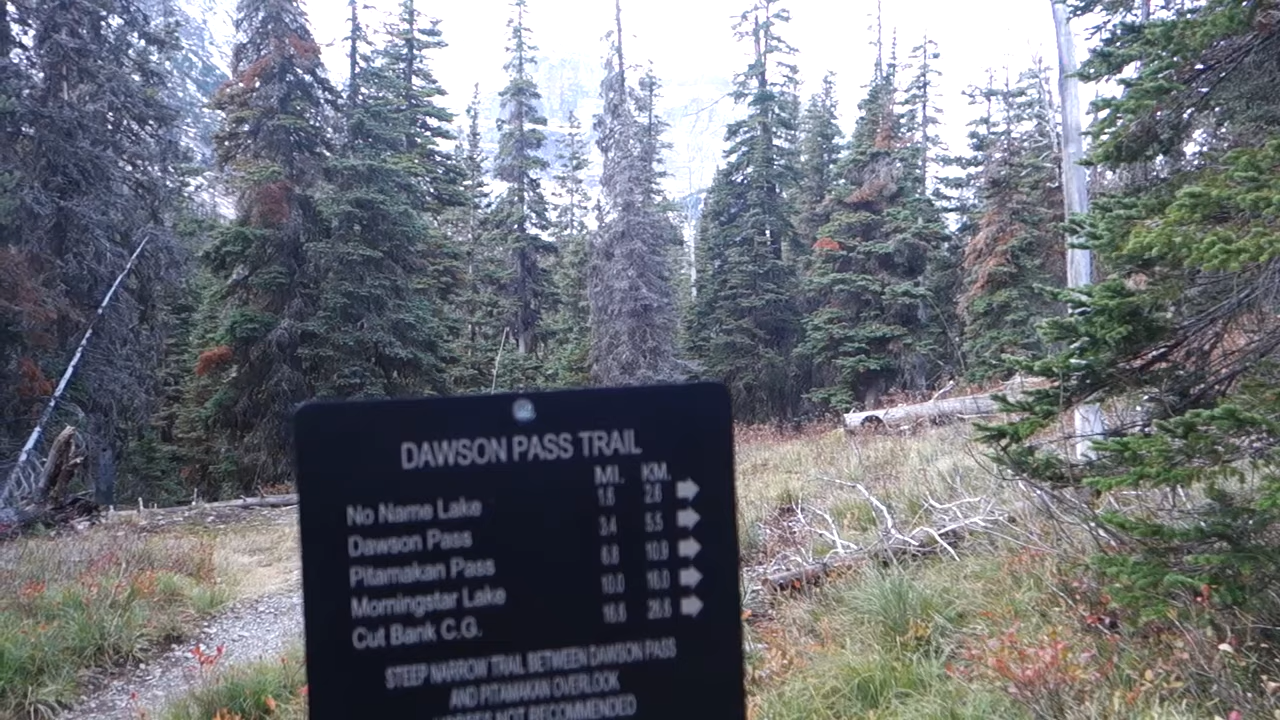 DAWSON PASS TRAIL
MI. KM.
No Name Lake 1.6 2.6
Dawson Pass 3.4 5.5
Pitamakan Pass 6.8 10.9
Morningstar Lake 10.0 16.0
Cut Bank C.G. 16.6
STEEP NARROW TRAIL BETWEEN DAWSON PASS
AND PITAMAKAN OVERLOOK
NOT RECOMMENDED